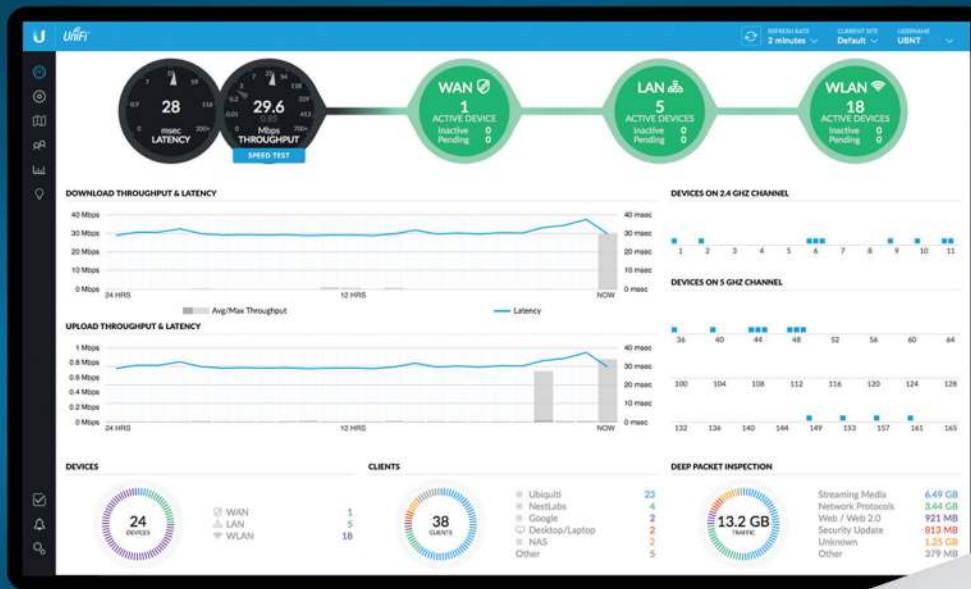 U UniFi
REFRESH RATE CURRENT SITE USERNAME
2 minutes Default UBNT
WAN LAN WLAN
1 5 18
ACTIVE DEVICE ACTIVE DEVICES ACTIVE DEVICES
Inactive 0 Inactive 0 Inactive 0
Pending 0 Pending 0 Pending 0
28
msec
LATENCY
0 200+
29.6
0.85
Mbps
THROUGHPUT
0 700+
SPEED TEST
DOWNLOAD THROUGHPUT & LATENCY
40 Mbps 40 msec
30 Mbps 30 msec
20 Mbps 20 msec
10 Mbps 10 msec
0 Mbps 0 msec
24 HRS 12 HRS NOW
Avg/Max Throughput Latency
UPLOAD THROUGHPUT & LATENCY
1 Mbps 40 msec
0.8 Mbps 30 msec
0.6 Mbps 20 msec
0.4 Mbps 10 msec
0.2 Mbps
0 Mbps 0 msec
24 HRS 12 HRS NOW
DEVICES ON 2.4 GHZ CHANNEL
1 2 3 4 5 6 7 8 9 10 11
DEVICES ON 5 GHZ CHANNEL
36 40 44 48 52 56 60 64
100 104 108 112 116 120 124 128
132 136 140 144 149 153 157 161 165
DEVICES
24
DEVICES
WAN 1
LAN 5
WLAN 18
CLIENTS
38
CLIENTS
Ubiquiti 23
NestLabs 4
Google 2
Desktop/Laptop 2
NAS 2
Other 5
DEEP PACKET INSPECTION
13.2 GB
TRAFFIC
Streaming Media 6.49 GB
Network Protocols 3.44 GB
Web / Web 2.0 921 MB
Security Update 813 MB
Unknown 1.25 GB
Other 379 MB